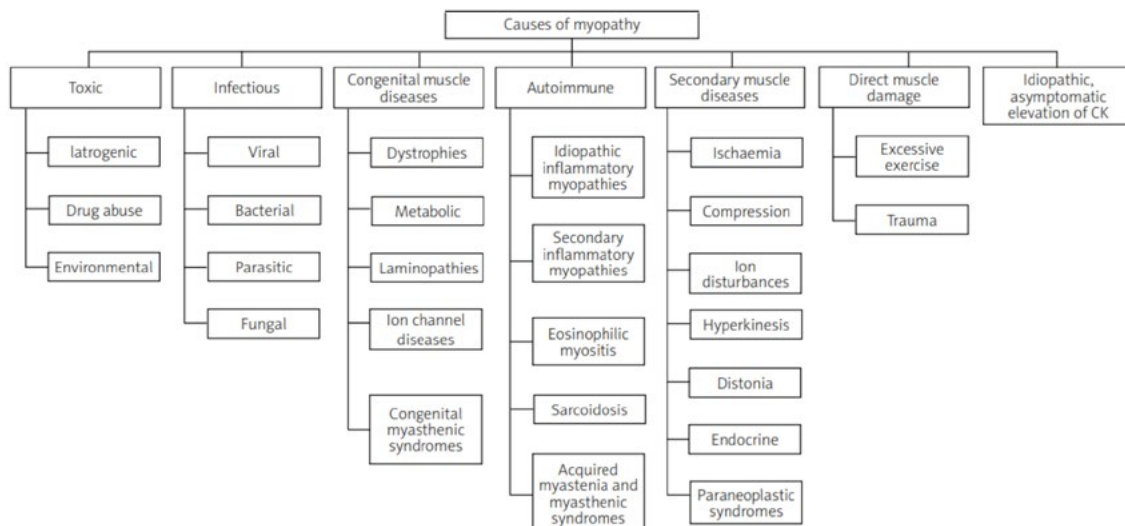 Causes of myopathy
Toxic
Iatrogenic
Drug abuse
Environmental
Infectious
Viral
Bacterial
Parasitic
Fungal
Congenital muscle
diseases
Dystrophies
Metabolic
Laminopathies
Ion channel
diseases
Congenital
myasthenic
syndromes
Autoimmune
Idiopathic
inflammatory
myopathies
Secondary
inflammatory
myopathies
Eosinophilic
myositis
Sarcoidosis
Acquired
myastenia and
myasthenic
syndromes
Secondary muscle
diseases
Ischaemia
Compression
Ion
disturbances
Hyperkinesis
Distonia
Endocrine
Paraneoplastic
syndromes
Direct muscle
damage
Excessive
exercise
Trauma
Idiopathic,
asymptomatic
elevation of CK